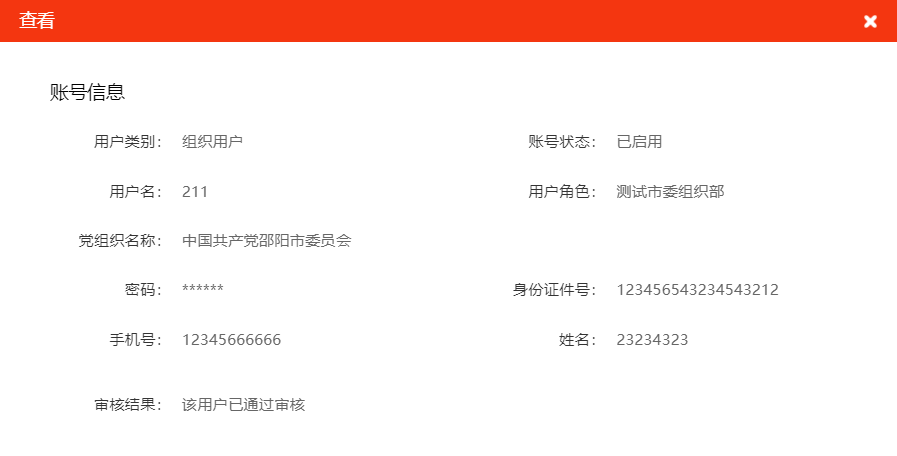 查看
账号信息
用户类别： 组织用户 账号状态： 已启用
用户名： 211 用户角色： 测试市委组织部
党组织名称： 中国共产党邵阳市委员会
密码： ****** 身份证件号： 123456543234543212
手机号： 12345666666 姓名： 23234323
审核结果： 该用户已通过审核